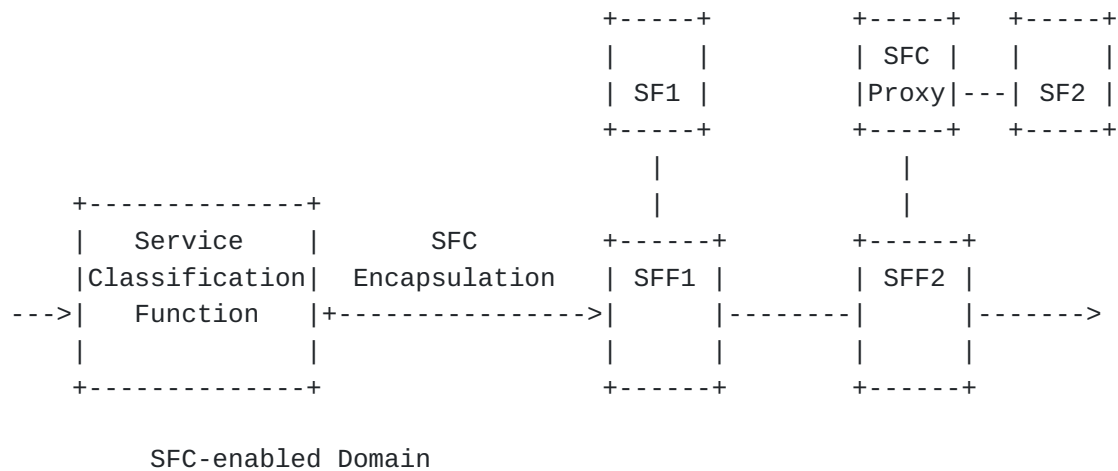 SFC
SF1 Proxy SF2
Service SFC
Classification Encapsulation SFF1 SFF2
Function
SFC-enabled Domain